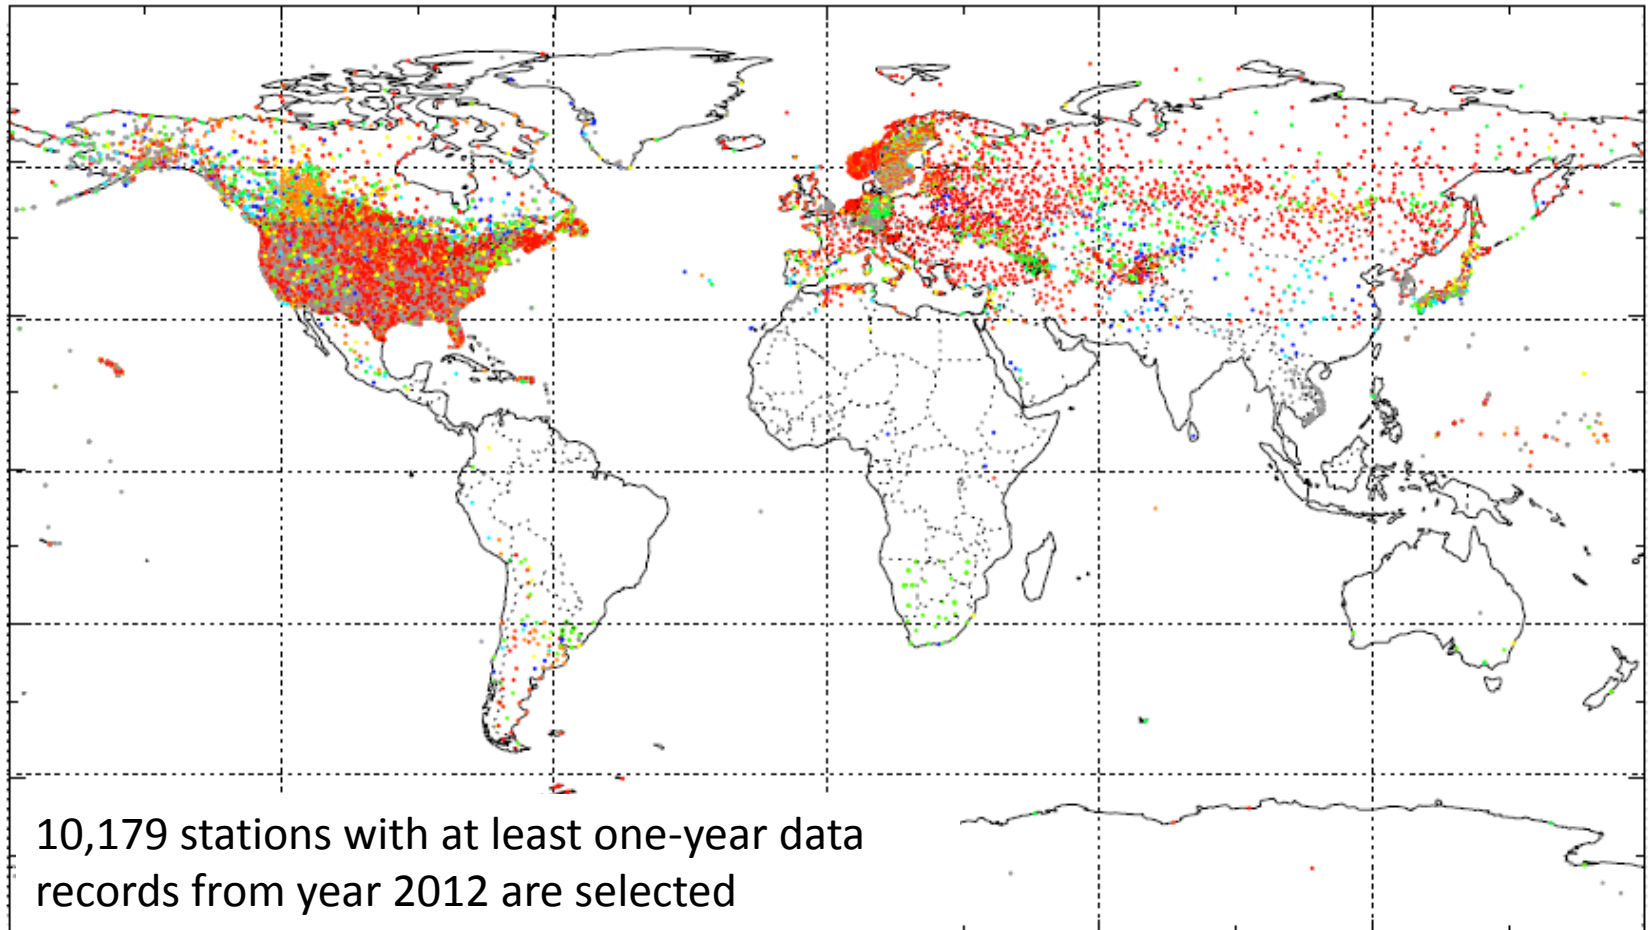 10,179 stations with at least one-year data
records from year 2012 are selected